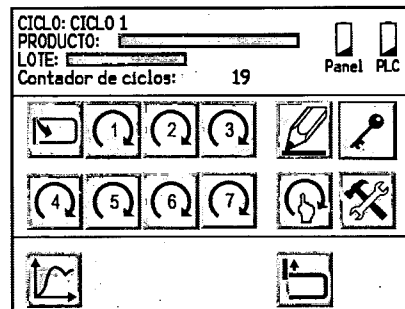 CICLO: CICLO 1
PRODUCTO:
LOTE:
Contador de ciclos: 19
Panel PLC
1 2 3
4 5 6 7